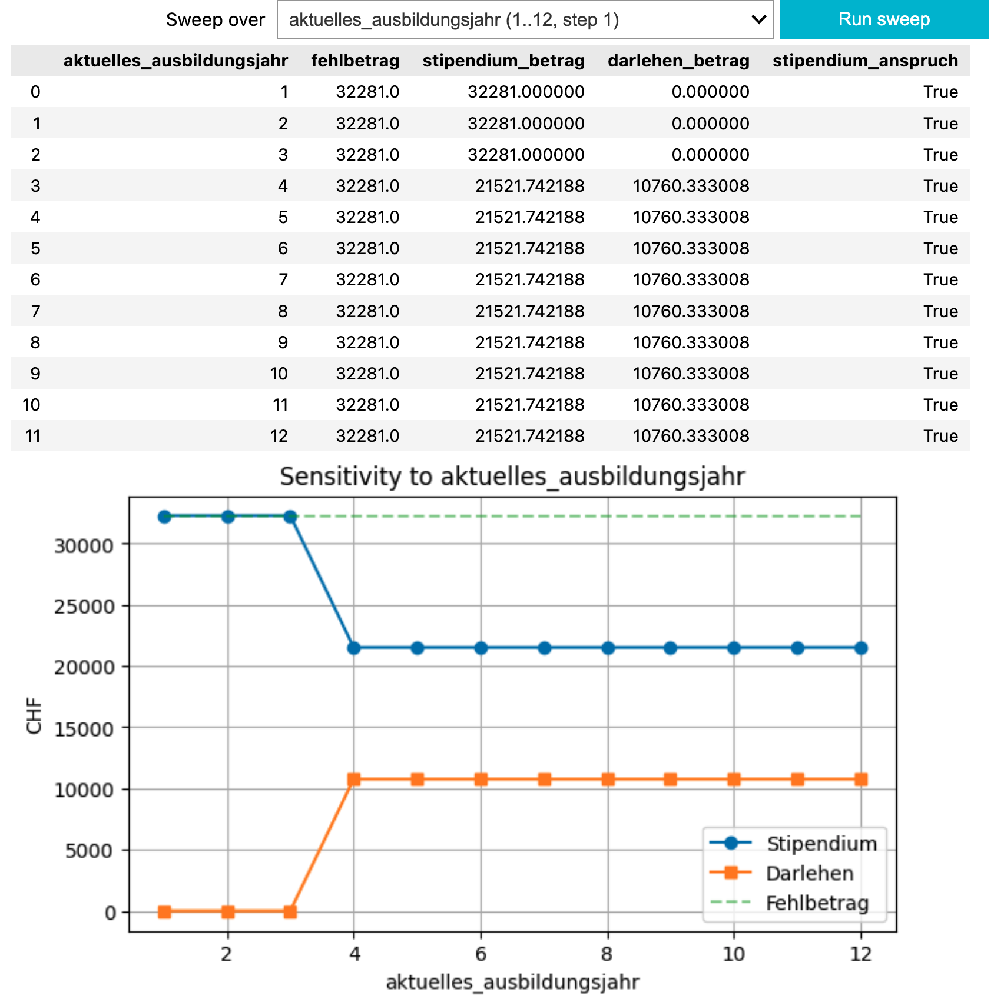 Sweep over aktuelles_ausbildungsjahr (1..12, step 1) Run sweep
aktuelles_ausbildungsjahr fehlbetrag stipendium_betrag darlehen_betrag stipendium_anspruch
0 1 32281.0 32281.000000 0.000000 True
1 2 32281.0 32281.000000 0.000000 True
2 3 32281.0 32281.000000 0.000000 True
3 4 32281.0 21521.742188 10760.333008 True
4 5 32281.0 21521.742188 10760.333008 True
5 6 32281.0 21521.742188 10760.333008 True
6 7 32281.0 21521.742188 10760.333008 True
7 8 32281.0 21521.742188 10760.333008 True
8 9 32281.0 21521.742188 10760.333008 True
9 10 32281.0 21521.742188 10760.333008 True
10 11 32281.0 21521.742188 10760.333008 True
11 12 32281.0 21521.742188 10760.333008 True
Sensitivity to aktuelles_ausbildungsjahr
30000
25000
20000
15000
10000
5000
0
CHF
Stipendium
Darlehen
Fehlbetrag
2 4 6 8 10 12
aktuelles_ausbildungsjahr